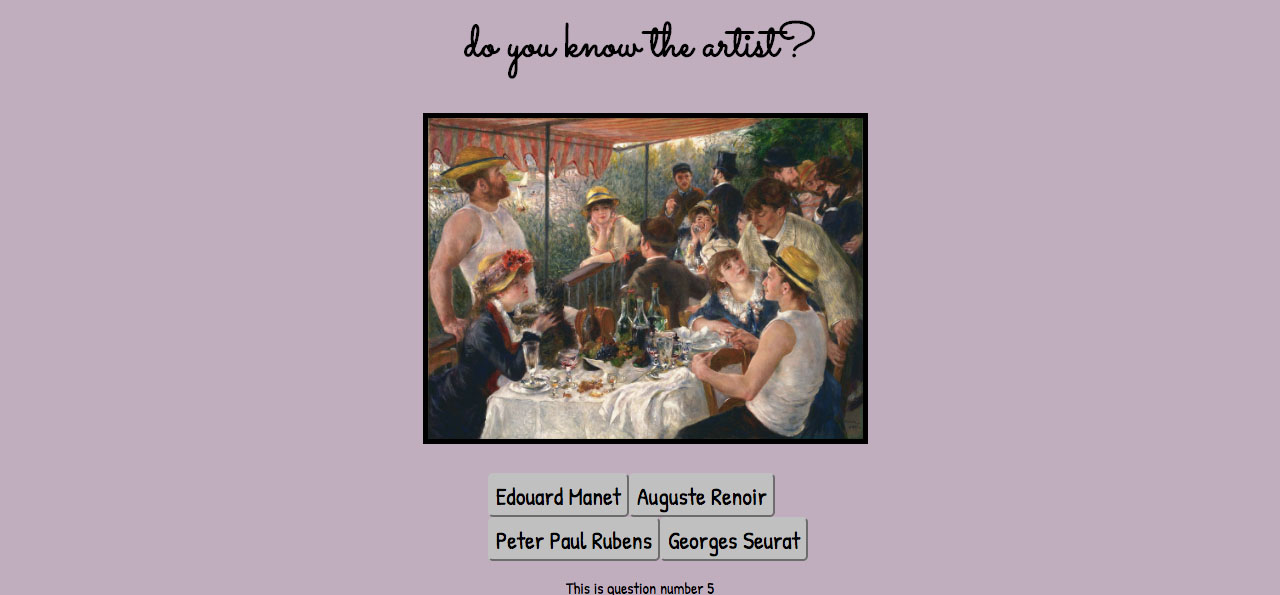 do you know the artist?
Edouard Manet Auguste Renoir
Peter Paul Rubens Georges Seurat
This is question number 5